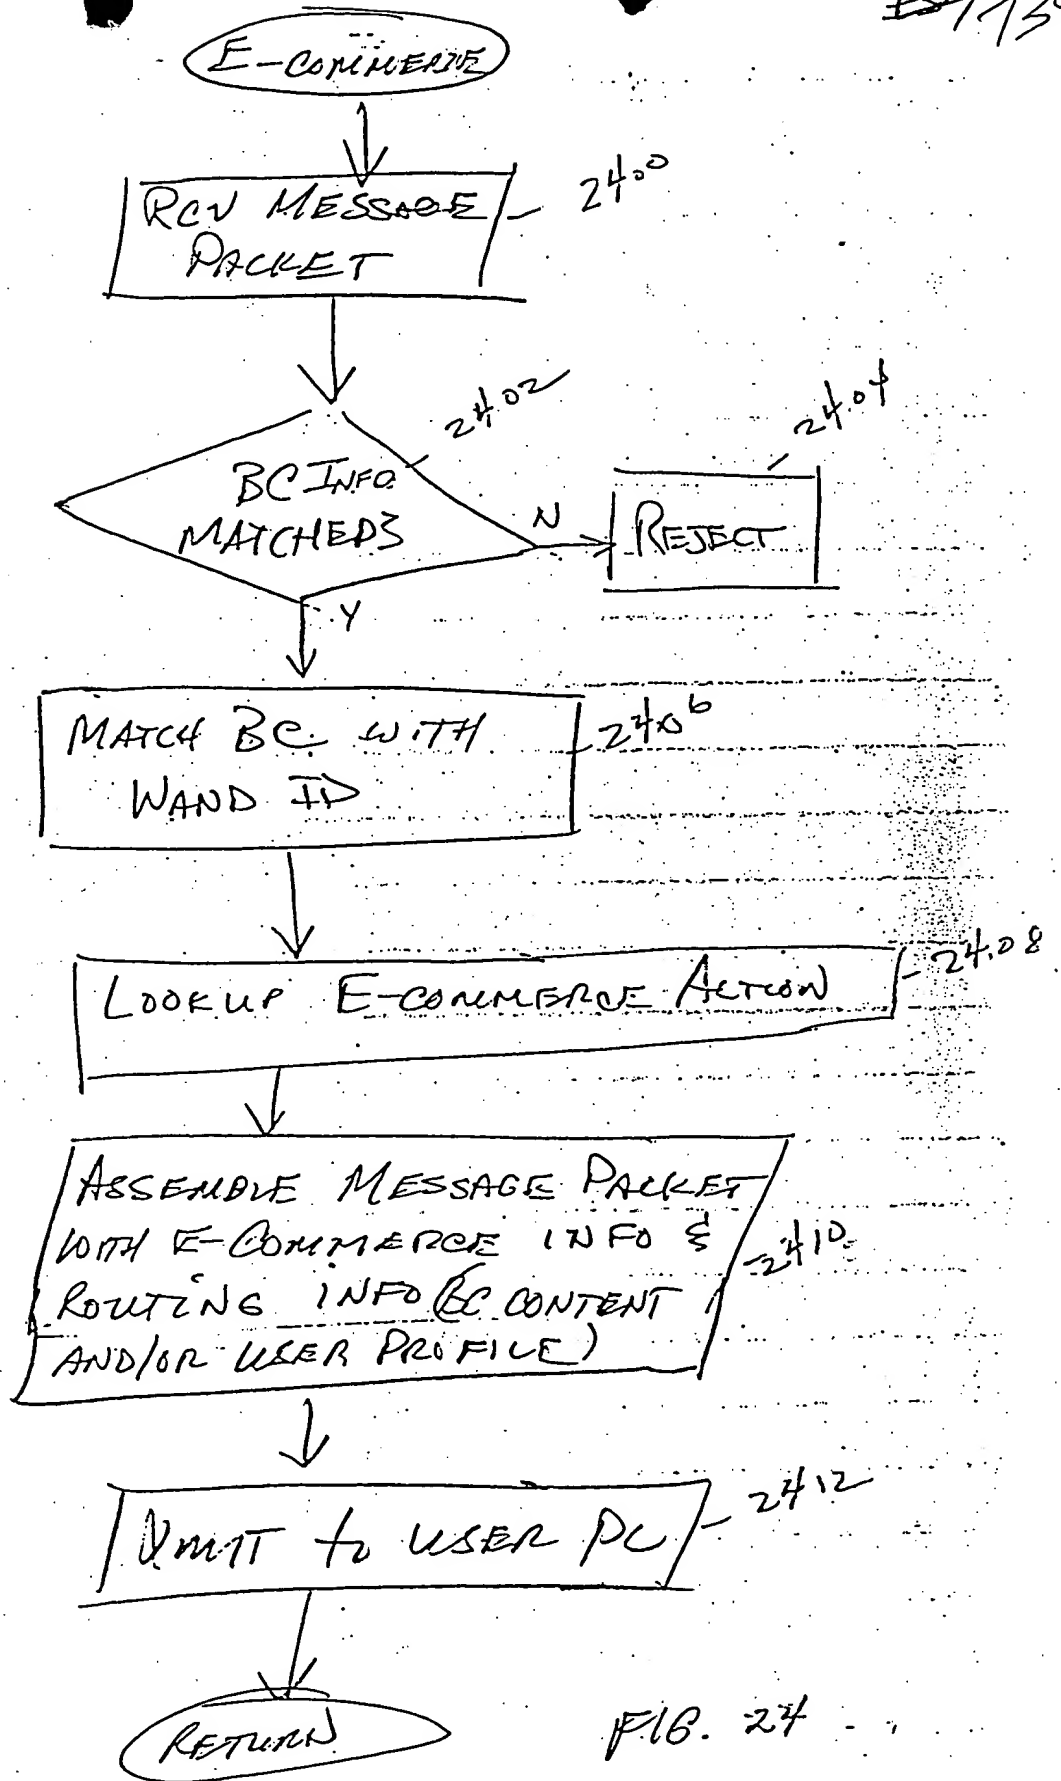 E-COMMERCE
RCV MESSAGE
PACKET
2400
2402
BC INFO
MATCHED?
2404
N
REJECT
Y
MATCH BC WITH
WAND ID
2406
LOOKUP E-COMMERCE ACTION
2408
ASSEMBLE MESSAGE PACKET
WITH E-COMMERCE INFO &
ROUTING INFO (BC CONTENT
AND/OR USER PROFILE)
2410
XMIT to USER PC
2412
RETURN
FIG. 24